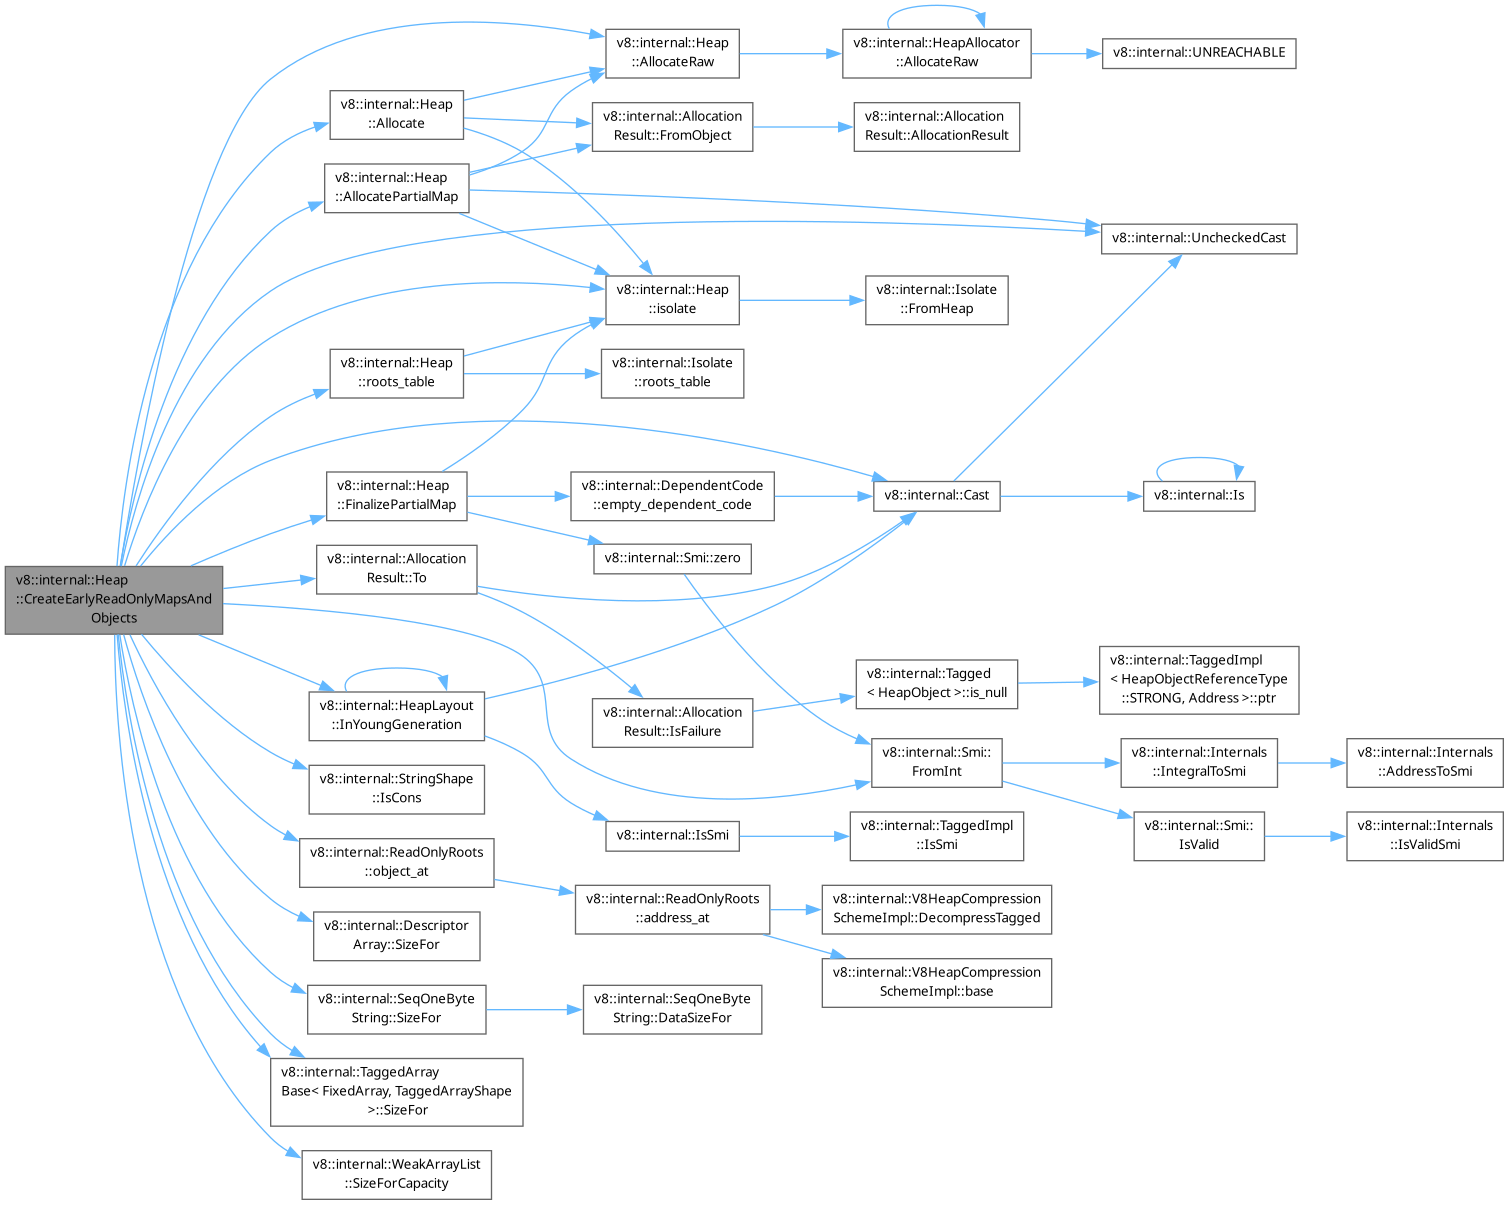 v8::internal::Heap
::CreateEarlyReadOnlyMapsAnd
Objects
v8::internal::Heap
::AllocateRaw
v8::internal::HeapAllocator
::AllocateRaw
v8::internal::UNREACHABLE
v8::internal::Heap
::Allocate
v8::internal::Allocation
Result::FromObject
v8::internal::Allocation
Result::AllocationResult
v8::internal::Heap
::AllocatePartialMap
v8::internal::UncheckedCast
v8::internal::Heap
::isolate
v8::internal::Isolate
::FromHeap
v8::internal::Heap
::roots_table
v8::internal::Isolate
::roots_table
v8::internal::Heap
::FinalizePartialMap
v8::internal::DependentCode
::empty_dependent_code
v8::internal::Cast
v8::internal::Is
v8::internal::Smi::zero
v8::internal::Allocation
Result::To
v8::internal::HeapLayout
::InYoungGeneration
v8::internal::Allocation
Result::IsFailure
v8::internal::Tagged
< HeapObject >::is_null
v8::internal::TaggedImpl
< HeapObjectReferenceType
::STRONG, Address >::ptr
v8::internal::Smi::
FromInt
v8::internal::Internals
::IntegralToSmi
v8::internal::Internals
::AddressToSmi
v8::internal::StringShape
::IsCons
v8::internal::IsSmi
v8::internal::TaggedImpl
::IsSmi
v8::internal::Smi::
IsValid
v8::internal::Internals
::IsValidSmi
v8::internal::ReadOnlyRoots
::object_at
v8::internal::ReadOnlyRoots
::address_at
v8::internal::V8HeapCompression
SchemeImpl::DecompressTagged
v8::internal::V8HeapCompression
SchemeImpl::base
v8::internal::Descriptor
Array::SizeFor
v8::internal::SeqOneByte
String::SizeFor
v8::internal::SeqOneByte
String::DataSizeFor
v8::internal::TaggedArray
Base< FixedArray, TaggedArrayShape
>::SizeFor
v8::internal::WeakArrayList
::SizeForCapacity